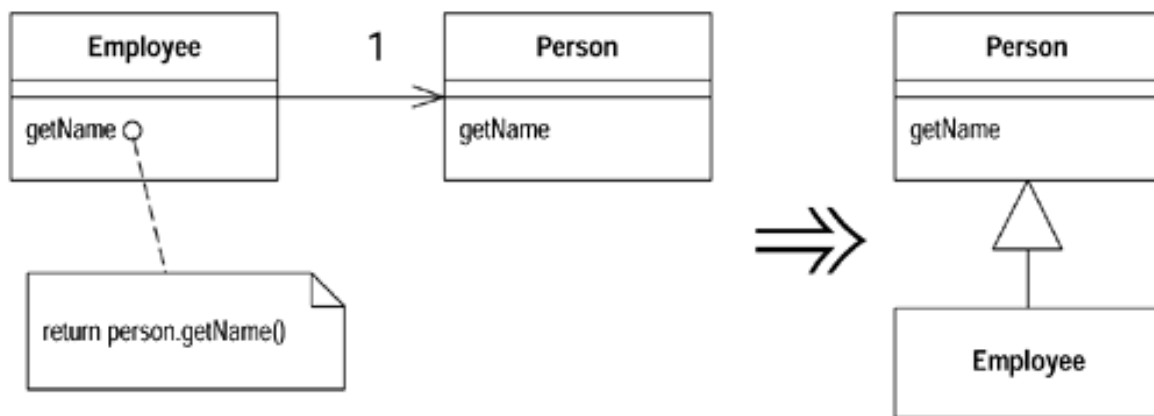 Employee
1
Person
getName
getName
return person.getName()
Person
getName
Employee